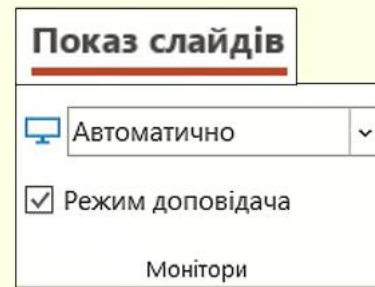 Показ слайдів
Автоматично
Режим доповідача
Монітори